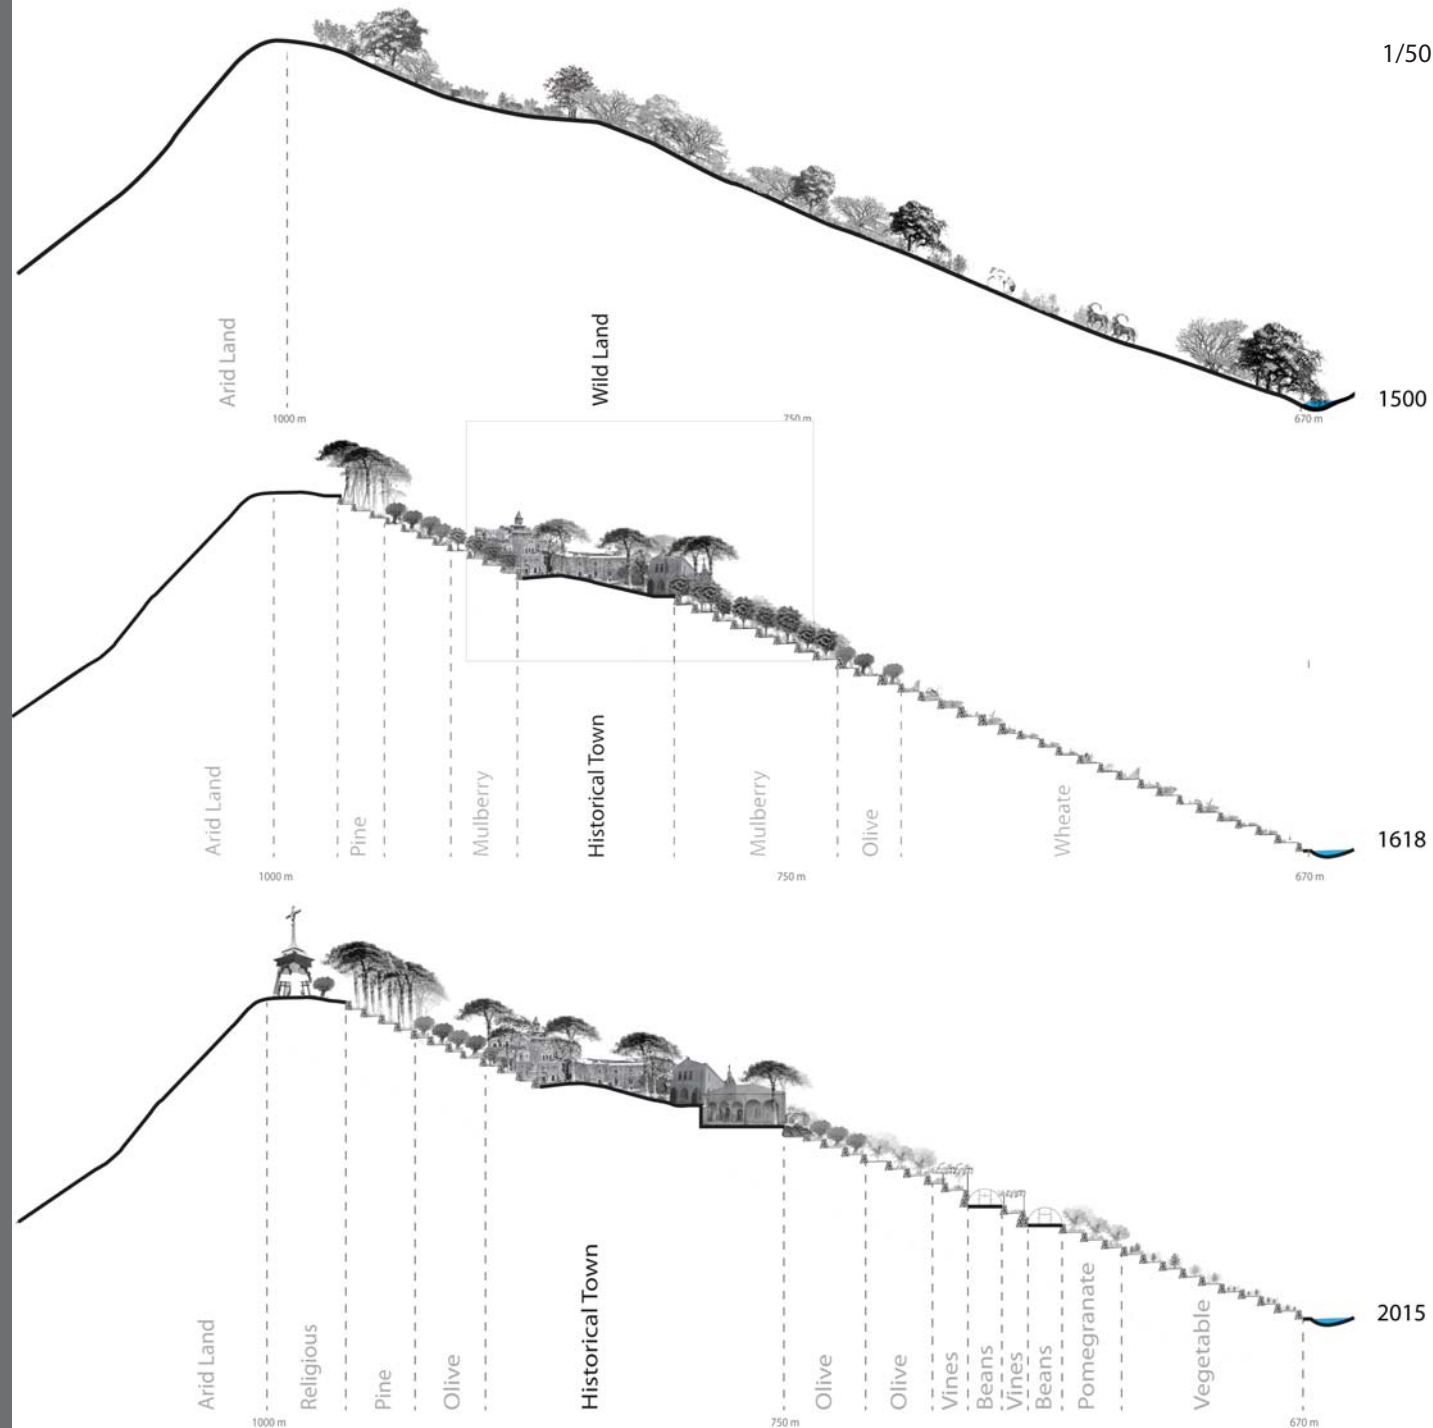 1/50
Arid Land
Wild Land
1500
1000 m
750 m
670 m
Arid Land
Pine
Mulberry
Historical Town
Mulberry
Olive
Wheate
1618
1000 m
750 m
670 m
Arid Land
Religious
Pine
Olive
Historical Town
Olive
Olive
Vines
Beans
Vines
Beans
Pomegranate
Vegetable
2015
1000 m
750 m
670 m